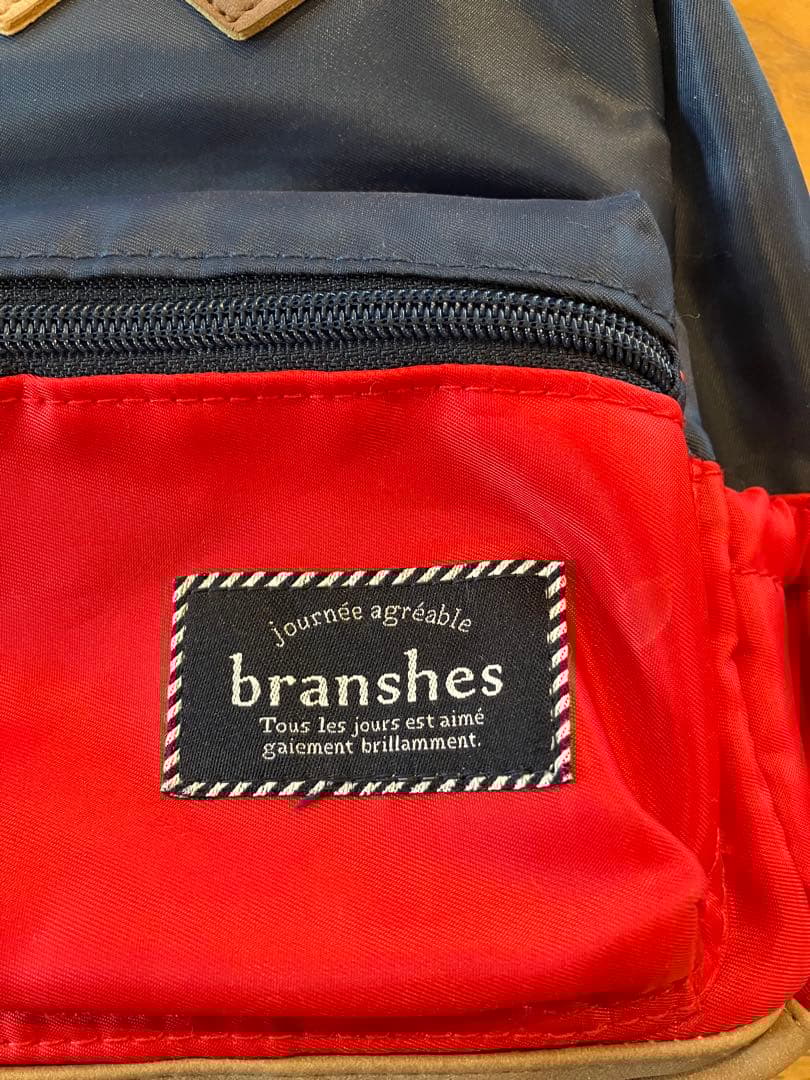 journée agréable
branshes
Tous les jours est aimé
gaiement brillamment.